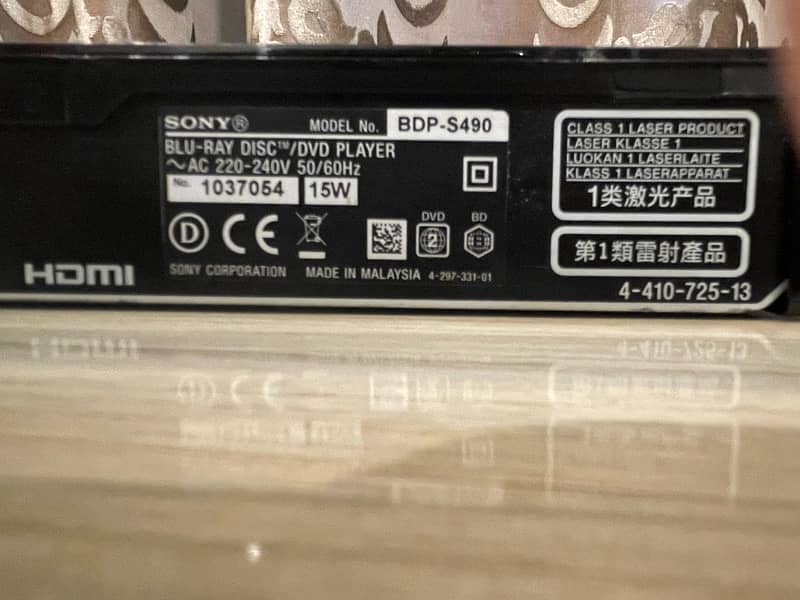 SONY® MODEL No. BDP-S490
BLU-RAY DISC™/DVD PLAYER
～AC 220-240V 50/60Hz
No. 1037054 15W
D CE DVD 2 BD B
SONY CORPORATION MADE IN MALAYSIA 4-297-331-01
HDMI
CLASS 1 LASER PRODUCT
LASER KLASSE 1
LUOKAN 1 LASERLAITE
KLASS 1 LASERAPPARAT
1类激光产品
第1類雷射產品
4-410-725-13